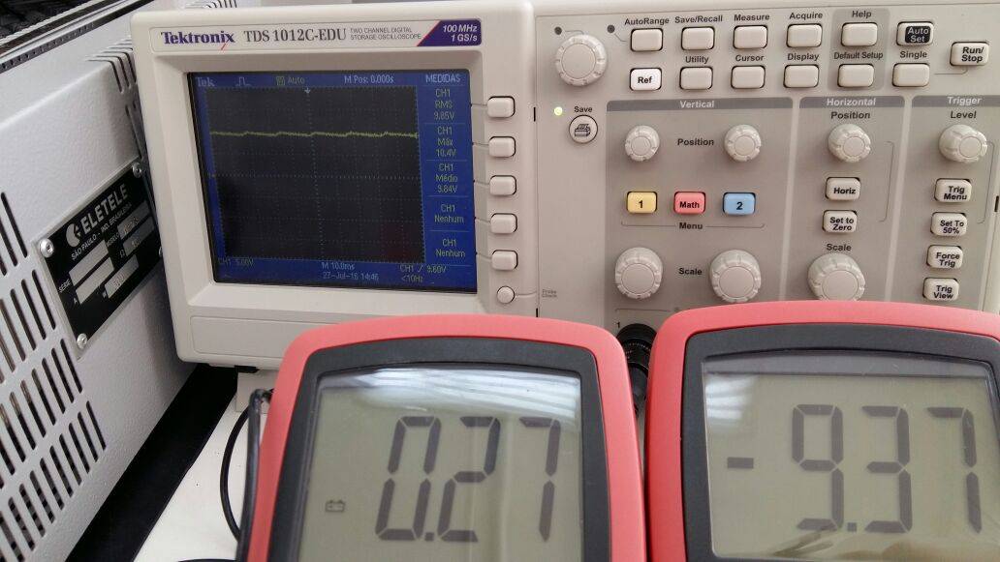 Tektronix TDS 1012C-EDU TWO CHANNEL DIGITAL STORAGE OSCILLOSCOPE
100 MHz
1 GS/s
Tek Auto M Pos: 0.000s MEDIDAS
CH1
RMS
9.85V
CH1
Máx
10.4V
CH1
Médio
9.84V
CH1
Nenhum
CH1
Nenhum
CH1 5.00V M 10.0ms CH1 9.60V
27-Jul-16 14:46 <10Hz
AutoRange Save/Recall Measure Acquire Help
Auto Set
Run/Stop
Ref Utility Cursor Display Default Setup Single
Save
Vertical Horizontal Trigger
Position Position Level
1 Math 2
Menu
Horiz
Set to Zero
Trig Menu
Set To 50%
Scale Scale
Force Trig
Trig View
Probe Check
1
ELETELE
SÃO PAULO - IND. BRASILEIRA
SÉRIE
0.27
-9.37